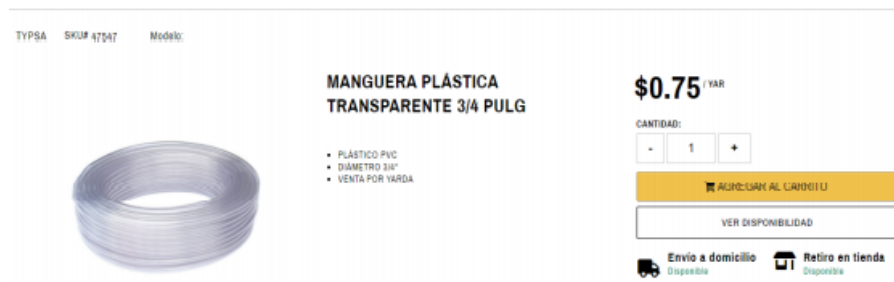 TYPSA SKU# 47547 Modelo:
MANGUERA PLÁSTICA
TRANSPARENTE 3/4 PULG
PLÁSTICO PVC
DIÁMETRO 3/4"
VENTA POR YARDA
$0.75 / YAR
CANTIDAD:
- 1 +
AGREGAR AL CARRITO
VER DISPONIBILIDAD
Envío a domicilio
Disponible
Retiro en tienda
Disponible